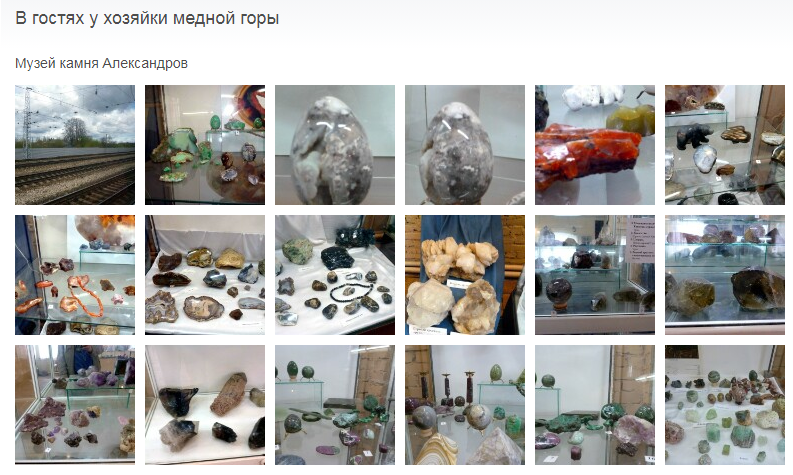 В гостях у хозяйки медной горы
Музей камня Александров